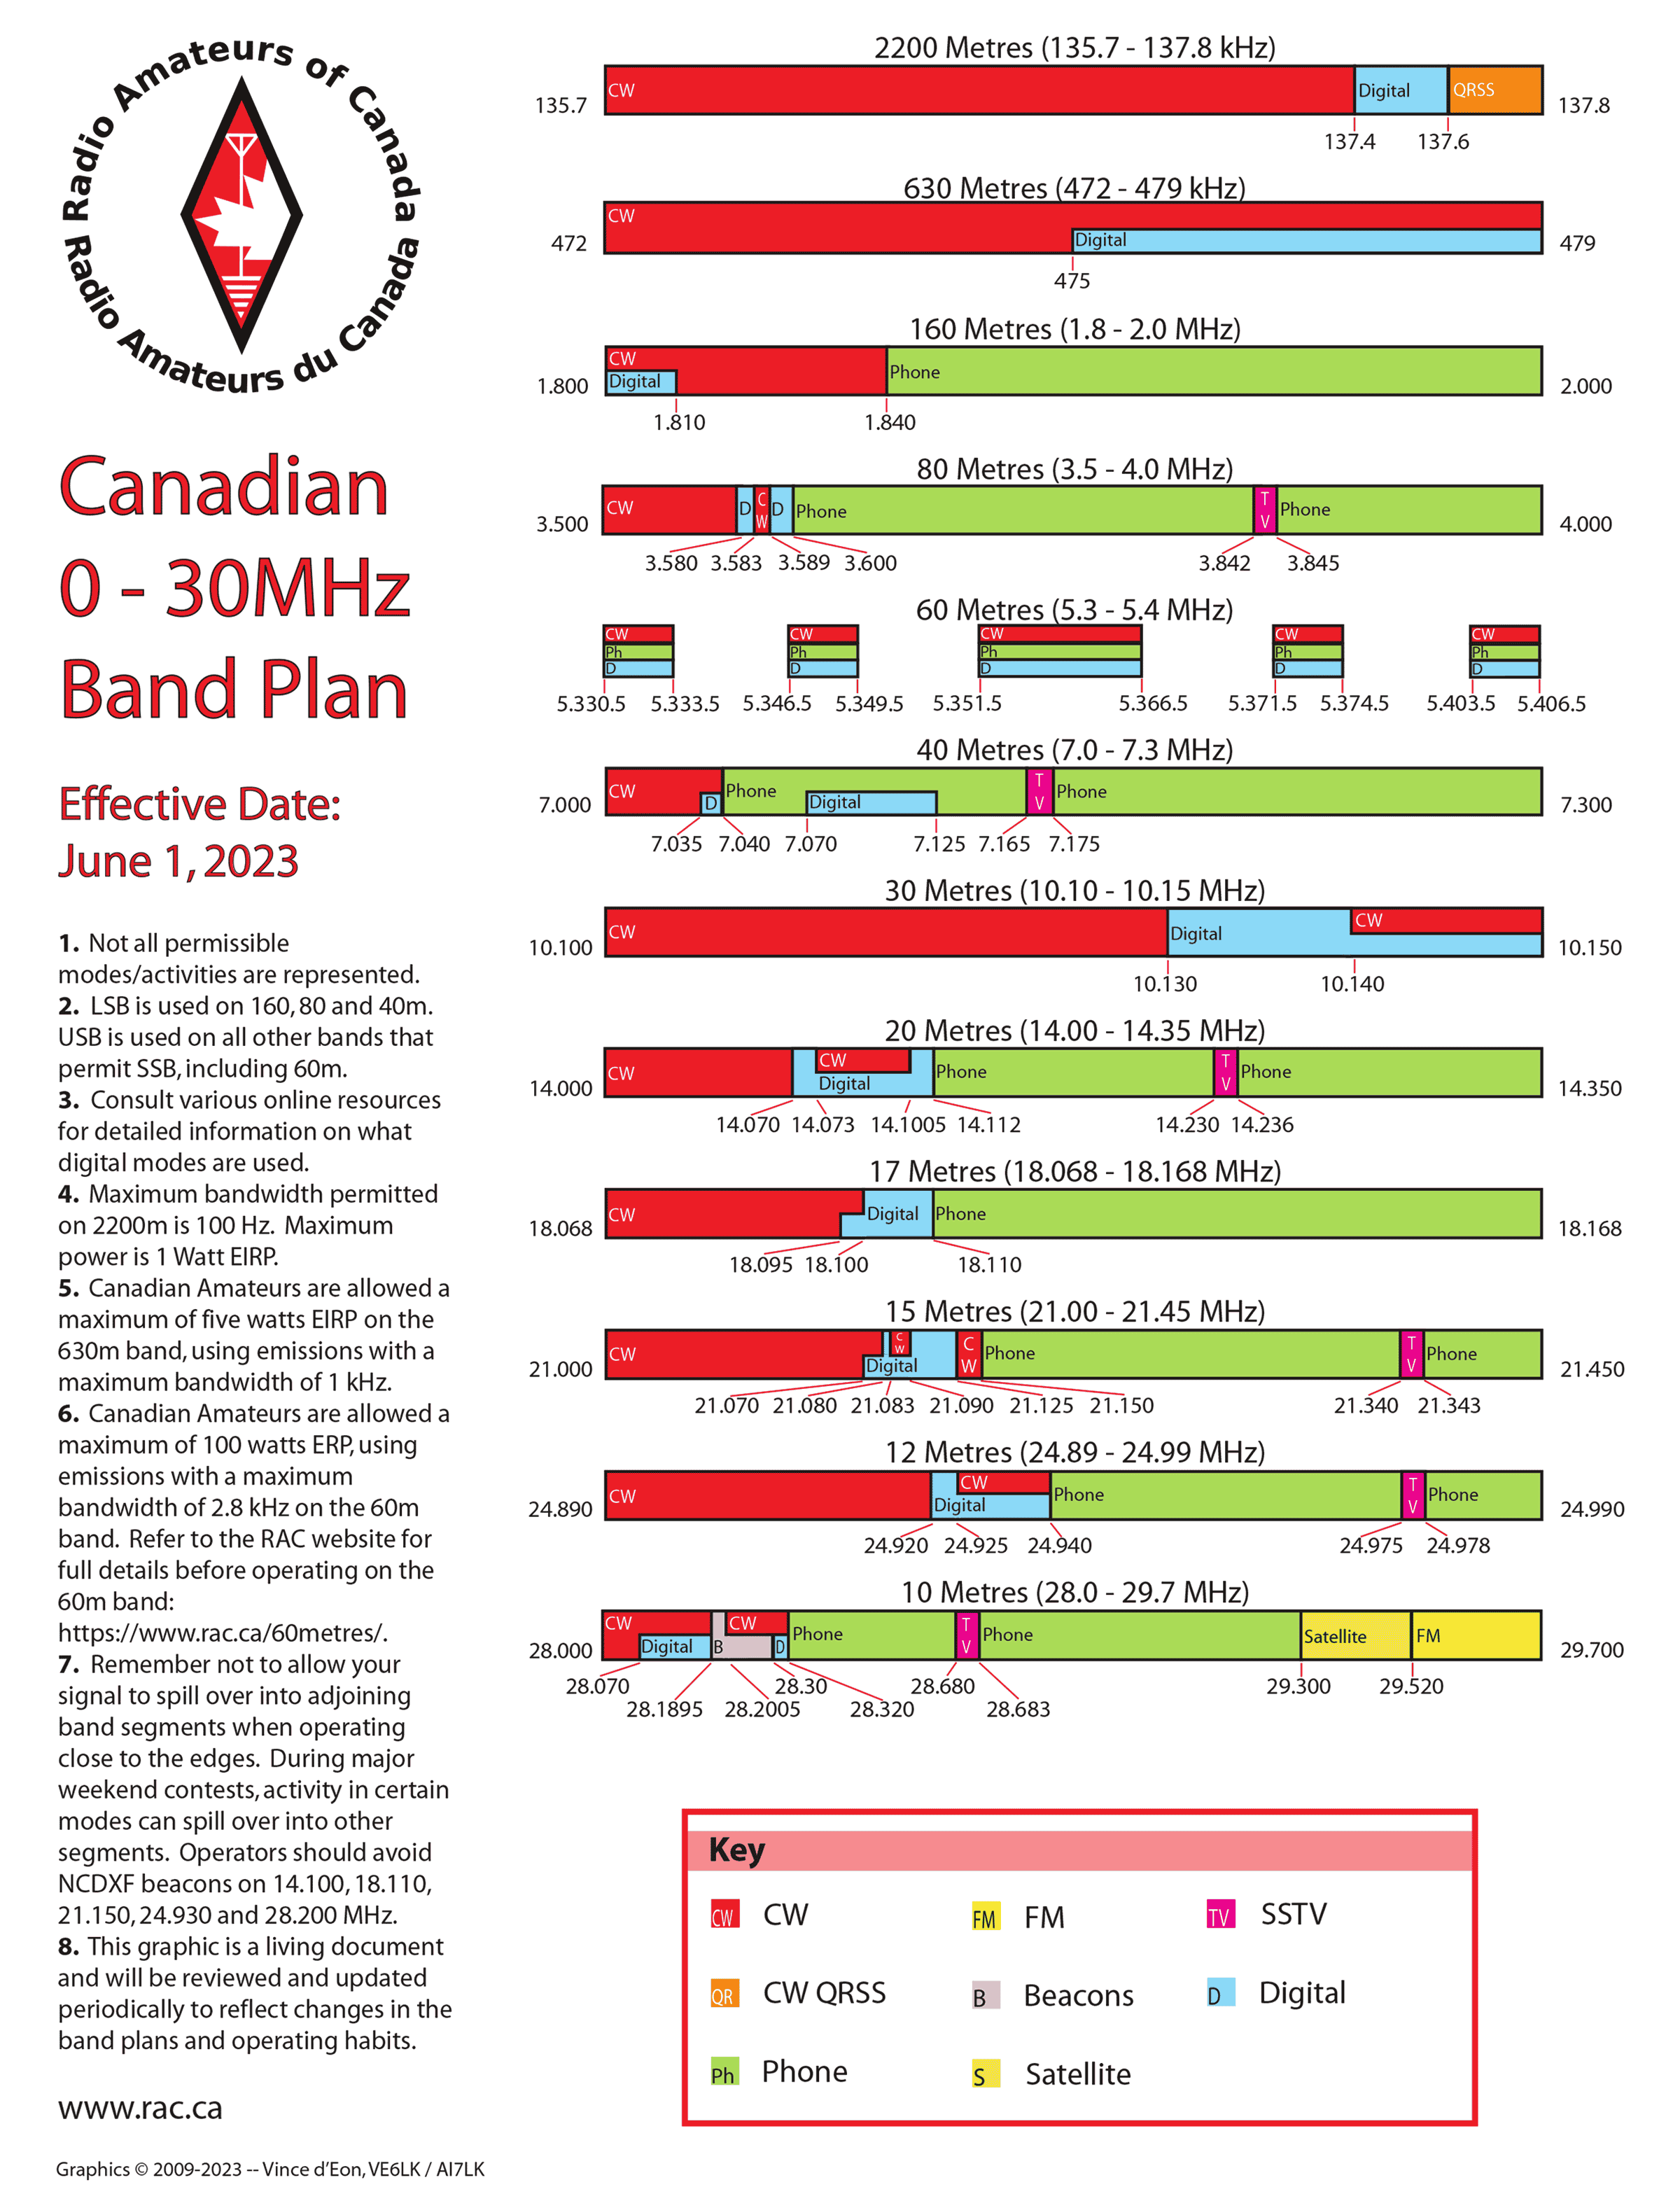 Radio Amateurs of Canada
Radio Amateurs du Canada
Canadian
0 - 30MHz
Band Plan
Effective Date:
June 1, 2023
1. Not all permissible
modes/activities are represented.
2. LSB is used on 160, 80 and 40m.
USB is used on all other bands that
permit SSB, including 60m.
3. Consult various online resources
for detailed information on what
digital modes are used.
4. Maximum bandwidth permitted
on 2200m is 100 Hz. Maximum
power is 1 Watt EIRP.
5. Canadian Amateurs are allowed a
maximum of five watts EIRP on the
630m band, using emissions with a
maximum bandwidth of 1 kHz.
6. Canadian Amateurs are allowed a
maximum of 100 watts ERP, using
emissions with a maximum
bandwidth of 2.8 kHz on the 60m
band. Refer to the RAC website for
full details before operating on the
60m band:
https://www.rac.ca/60metres/.
7. Remember not to allow your
signal to spill over into adjoining
band segments when operating
close to the edges. During major
weekend contests, activity in certain
modes can spill over into other
segments. Operators should avoid
NCDXF beacons on 14.100, 18.110,
21.150, 24.930 and 28.200 MHz.
8. This graphic is a living document
and will be reviewed and updated
periodically to reflect changes in the
band plans and operating habits.
www.rac.ca
Graphics © 2009-2023 -- Vince d'Eon, VE6LK / AI7LK
2200 Metres (135.7 - 137.8 kHz)
CW Digital QRSS
135.7 137.8
137.4 137.6
630 Metres (472 - 479 kHz)
CW
Digital
472 479
475
160 Metres (1.8 - 2.0 MHz)
CW
Phone
Digital
1.800 2.000
1.810 1.840
80 Metres (3.5 - 4.0 MHz)
CW D CW D Phone TV Phone
3.500 4.000
3.580 3.583 3.589 3.600 3.842 3.845
60 Metres (5.3 - 5.4 MHz)
CW CW CW CW CW
Ph Ph Ph Ph Ph
D D D D D
5.330.5 5.333.5 5.346.5 5.349.5 5.351.5 5.366.5 5.371.5 5.374.5 5.403.5 5.406.5
40 Metres (7.0 - 7.3 MHz)
CW D Phone Digital TV Phone
7.000 7.300
7.035 7.040 7.070 7.125 7.165 7.175
30 Metres (10.10 - 10.15 MHz)
CW Digital CW
10.100 10.150
10.130 10.140
20 Metres (14.00 - 14.35 MHz)
CW CW Digital Phone TV Phone
14.000 14.350
14.070 14.073 14.1005 14.112 14.230 14.236
17 Metres (18.068 - 18.168 MHz)
CW Digital Phone
18.068 18.168
18.095 18.100 18.110
15 Metres (21.00 - 21.45 MHz)
CW Digital CW CW Phone TV Phone
21.000 21.450
21.070 21.080 21.083 21.090 21.125 21.150 21.340 21.343
12 Metres (24.89 - 24.99 MHz)
CW Digital CW Phone TV Phone
24.890 24.990
24.920 24.925 24.940 24.975 24.978
10 Metres (28.0 - 29.7 MHz)
CW Digital B CW D Phone TV Phone Satellite FM
28.000 29.700
28.070 28.30 28.680 29.300 29.520
28.1895 28.2005 28.320 28.683
Key
CW CW FM FM TV SSTV
QR CW QRSS B Beacons D Digital
Ph Phone S Satellite